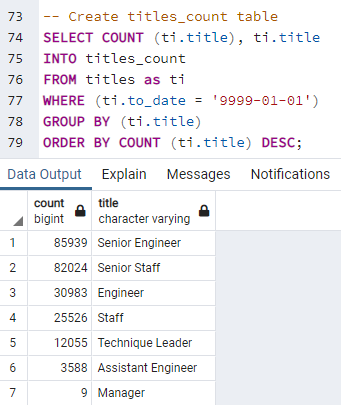 73 -- Create titles_count table
74 SELECT COUNT (ti.title), ti.title
75 INTO titles_count
76 FROM titles as ti
77 WHERE (ti.to_date = '9999-01-01')
78 GROUP BY (ti.title)
79 ORDER BY COUNT (ti.title) DESC;
Data Output Explain Messages Notifications
count title
bigint character varying
1 85939 Senior Engineer
2 82024 Senior Staff
3 30983 Engineer
4 25526 Staff
5 12055 Technique Leader
6 3588 Assistant Engineer
7 9 Manager